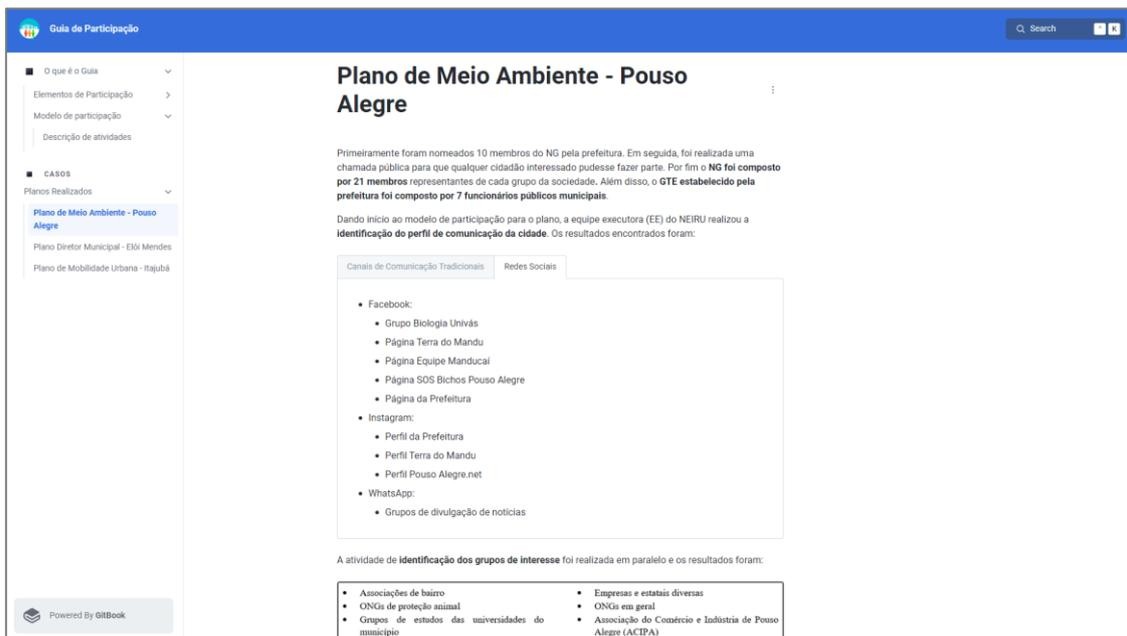 Guia de Participação
Search
K
O que é o Guia
Elementos de Participação
Modelo de participação
Descrição de atividades
CASOS
Planos Realizados
Plano de Meio Ambiente - Pouso
Alegre
Plano Diretor Municipal - Elói Mendes
Plano de Mobilidade Urbana - Itajubá
Powered By GitBook
Plano de Meio Ambiente - Pouso
Alegre
Primeiramente foram nomeados 10 membros do NG pela prefeitura. Em seguida, foi realizada uma
chamada pública para que qualquer cidadão interessado pudesse fazer parte. Por fim o NG foi composto
por 21 membros representantes de cada grupo da sociedade. Além disso, o GTE estabelecido pela
prefeitura foi composto por 7 funcionários públicos municipais.
Dando início ao modelo de participação para o plano, a equipe executora (EE) do NEIRU realizou a
identificação do perfil de comunicação da cidade. Os resultados encontrados foram:
Canais de Comunicação Tradicionais
Redes Sociais
• Facebook:
• Grupo Biologia Univás
• Página Terra do Mandu
• Página Equipe Manducaí
• Página SOS Bichos Pouso Alegre
• Página da Prefeitura
• Instagram:
• Perfil da Prefeitura
• Perfil Terra do Mandu
• Perfil Pouso Alegre.net
• WhatsApp:
• Grupos de divulgação de notícias
A atividade de identificação dos grupos de interesse foi realizada em paralelo e os resultados foram:
• Associações de bairro
• ONGs de proteção animal
• Grupos de estudos das universidades do
município
• Empresas e estatais diversas
• ONGs em geral
• Associação do Comércio e Indústria de Pouso
Alegre (ACIPA)